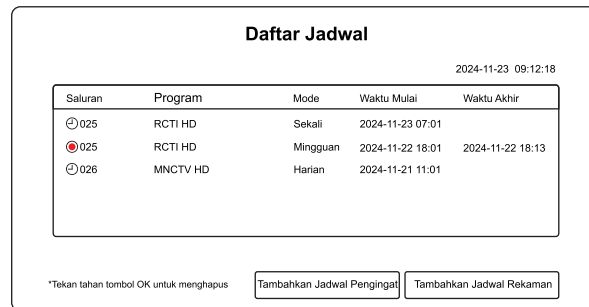 Daftar Jadwal
2024-11-23 09:12:18
Saluran Program Mode Waktu Mulai Waktu Akhir
025 RCTI HD Sekali 2024-11-23 07:01
025 RCTI HD Mingguan 2024-11-22 18:01 2024-11-22 18:13
026 MNCTV HD Harian 2024-11-21 11:01
*Tekan tahan tombol OK untuk menghapus Tambahkan Jadwal Pengingat Tambahkan Jadwal Rekaman